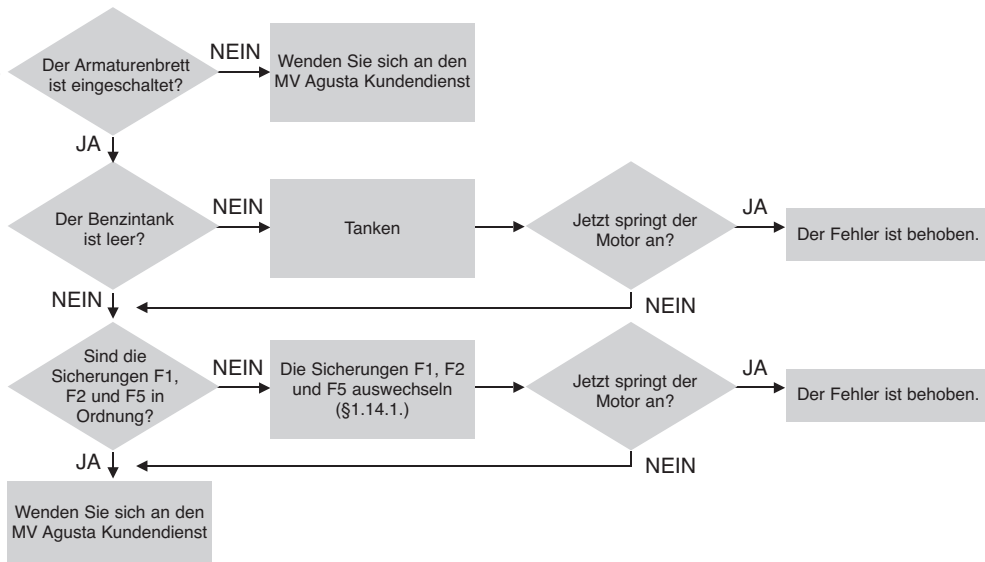 Der Armaturenbrett
ist eingeschaltet?
NEIN
Wenden Sie sich an den
MV Agusta Kundendienst
JA
Der Benzintank
ist leer?
NEIN
Tanken
Jetzt springt der
Motor an?
JA
Der Fehler ist behoben.
NEIN
NEIN
Sind die
Sicherungen F1,
F2 und F5 in
Ordnung?
NEIN
Die Sicherungen F1, F2
und F5 auswechseln
(§1.14.1.)
Jetzt springt der
Motor an?
JA
Der Fehler ist behoben.
JA
NEIN
Wenden Sie sich an den
MV Agusta Kundendienst